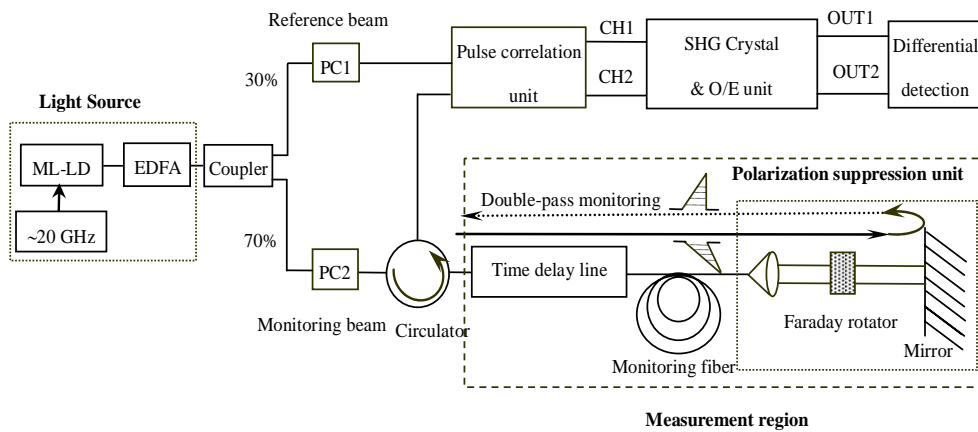 Reference beam
PC1
30%
Pulse correlation
unit
CH1
CH2
SHG Crystal
& O/E unit
OUT1
OUT2
Differential
detection
Light Source
ML-LD
EDFA
Coupler
~20 GHz
70%
PC2
Monitoring beam
Circulator
Polarization suppression unit
Double-pass monitoring
Time delay line
Monitoring fiber
Faraday rotator
Mirror
Measurement region